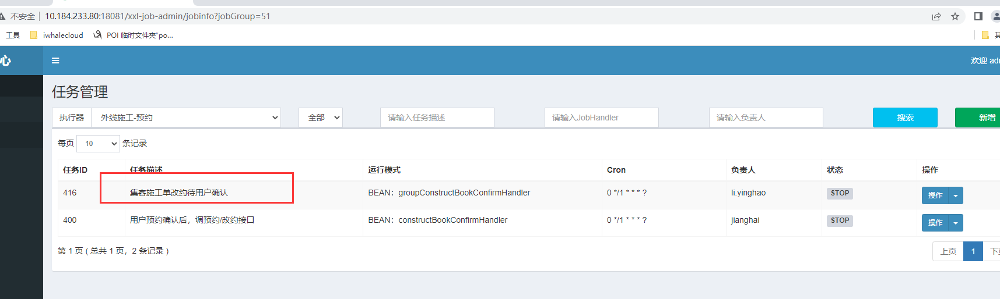 不安全 10.184.233.80:18081/xxl-job-admin/jobinfo?jobGroup=51
工具 iwhalecloud POI 临时文件夹"po...
心 欢迎
任务管理
执行器 外线施工-预约 全部 请输入任务描述 请输入JobHandler 请输入负责人 搜索 新增
每页 10 条记录
任务ID 任务描述 运行模式 Cron 负责人 状态 操作
416 集客施工单改约待用户确认 BEAN：groupConstructBookConfirmHandler 0 */1 * * * ? li.yinghao STOP 操作
400 用户预约确认后，调预约/改约接口 BEAN：constructBookConfirmHandler 0 */1 * * * ? jianghai STOP 操作
第 1 页 ( 总共 1 页，2 条记录 ) 上页 1